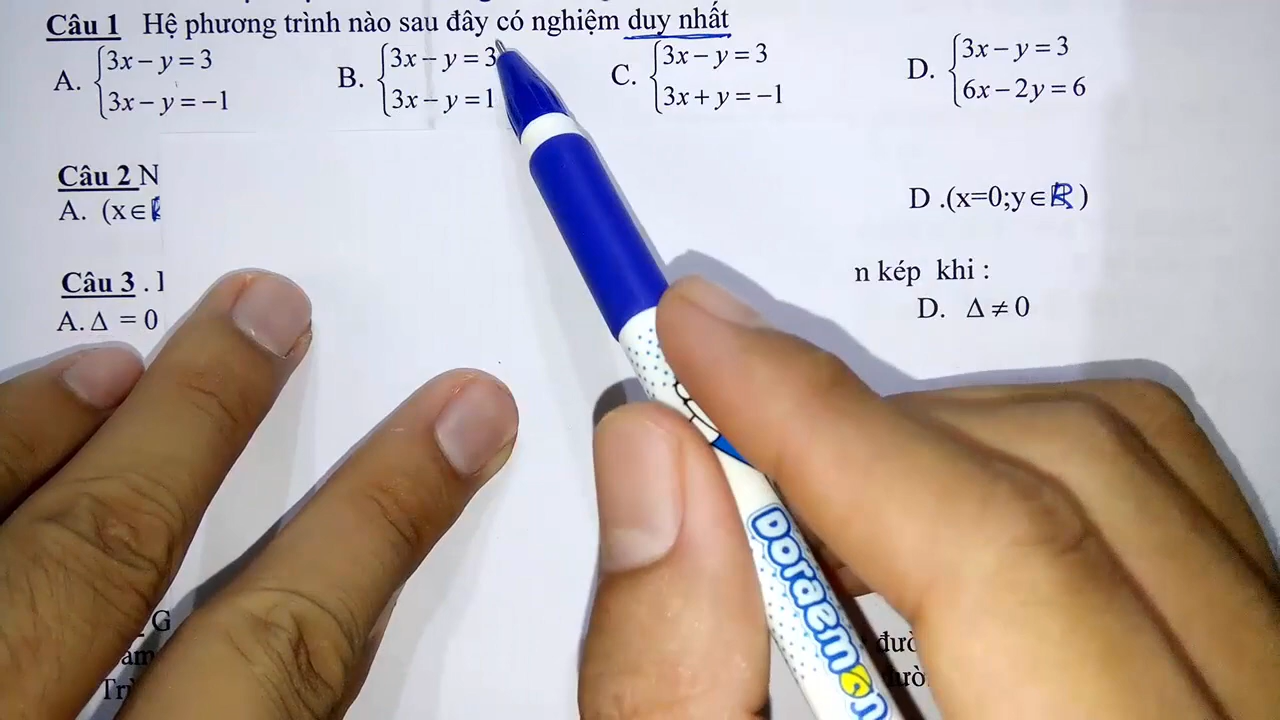 Câu 1 Hệ phương trình nào sau đây có nghiệm duy nhất
A. {3x − y = 3
3x − y = −1
B. {3x − y = 3
3x − y = 1
C. {3x − y = 3
3x + y = −1
D. {3x − y = 3
6x − 2y = 6
Câu 2 N
A. (x∈
D .(x=0;y∈R )
Câu 3 .
n kép khi :
A. Δ = 0
D. Δ ≠ 0
DORAEMON
G